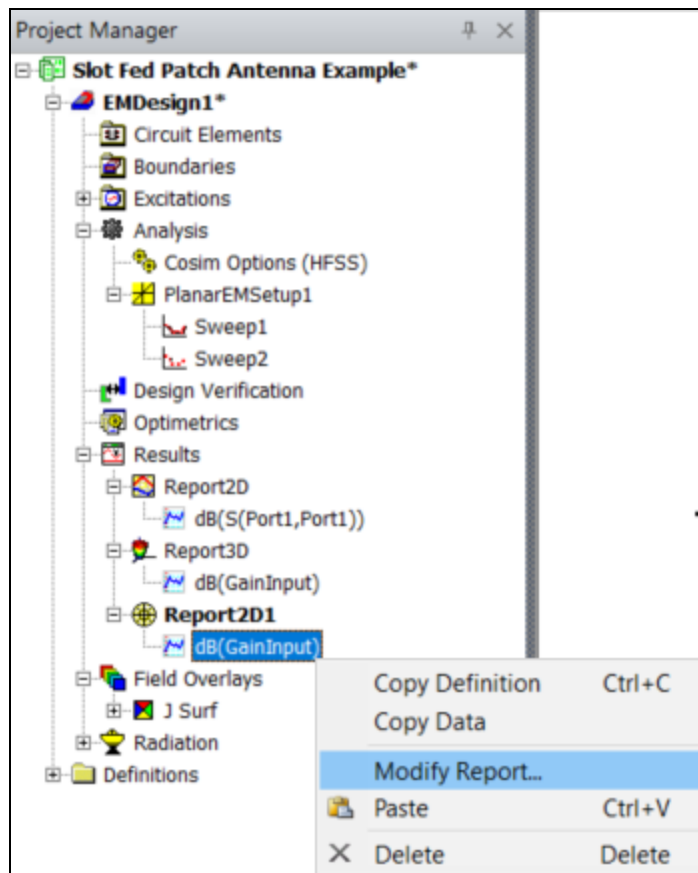 Project Manager
Slot Fed Patch Antenna Example*
EMDesign1*
Circuit Elements
Boundaries
Excitations
Analysis
Cosim Options (HFSS)
PlanarEMSetup1
Sweep1
Sweep2
Design Verification
Optimetrics
Results
Report2D
dB(S(Port1,Port1))
Report3D
dB(GainInput)
Report2D1
dB(GainInput)
Field Overlays
J Surf
Radiation
Definitions
Copy Definition Ctrl+C
Copy Data
Modify Report...
Paste Ctrl+V
Delete Delete